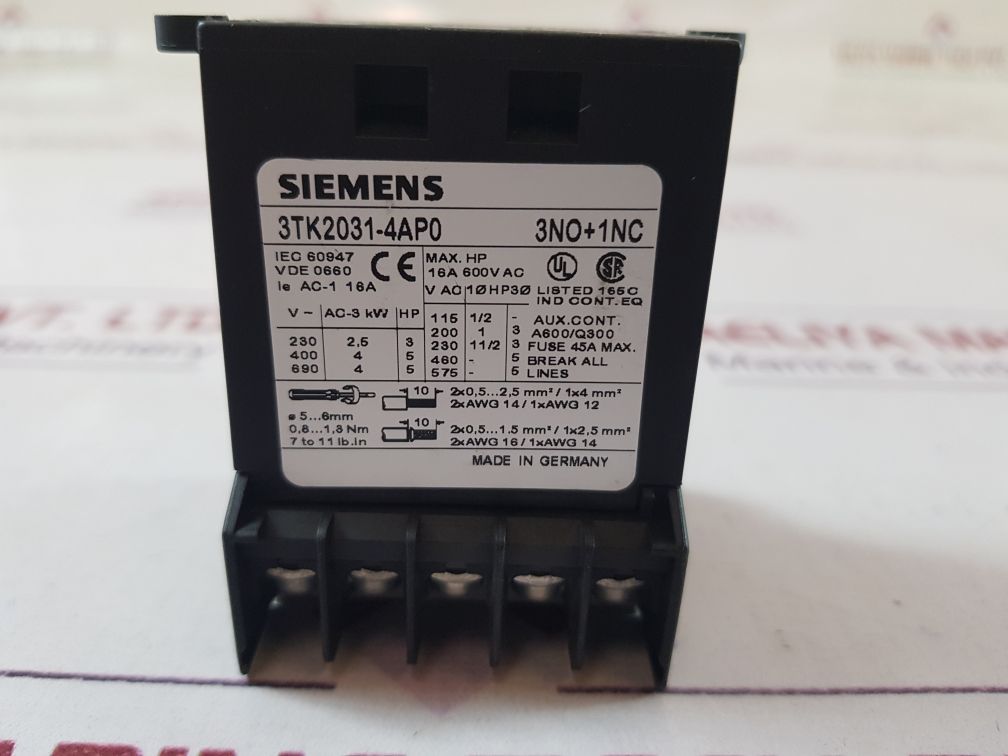 SIEMENS
3TK2031-4AP0 3NO+1NC
IEC 60947
VDE 0660 CE
Ie AC-1 16A
V ~ AC-3 kW HP
230 2,5 3
400 4 5
690 4 5
MAX. HP
16A 600V AC
V AC 1Ø HP 3Ø
115 1/2 -
200 1 3
230 11/2 3
460 - 5
575 - 5
UL SR
LISTED 165C
IND CONT. EQ
AUX.CONT.
A600/Q300
FUSE 45A MAX.
BREAK ALL
LINES
ø 5...6mm
0,8...1,3 Nm
7 to 11 lb.in
10 2x0,5...2,5 mm² / 1x4 mm²
2xAWG 14 / 1xAWG 12
10 2x0,5...1,5 mm² / 1x2,5 mm²
2xAWG 16 / 1xAWG 14
MADE IN GERMANY